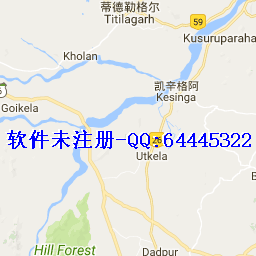 蒂德勒格尔
Titilagarh
59
Kusuruparaha
Kholan
凯辛格阿
Kesinga
Goikela
软件未注册-QQ:64445322
Utkela
Hill Forest
Dadpur